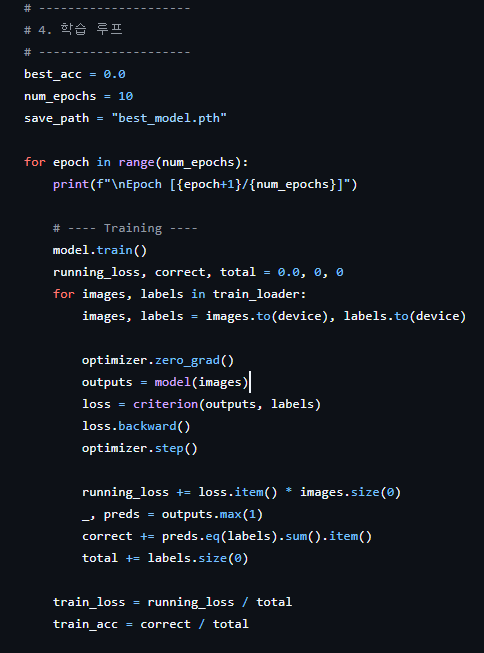 # ---------------------
# 4. 학습 루프
# ---------------------
best_acc = 0.0
num_epochs = 10
save_path = "best_model.pth"

for epoch in range(num_epochs):
    print(f"\nEpoch [{epoch+1}/{num_epochs}]")

    # ---- Training ----
    model.train()
    running_loss, correct, total = 0.0, 0, 0
    for images, labels in train_loader:
        images, labels = images.to(device), labels.to(device)

        optimizer.zero_grad()
        outputs = model(images)
        loss = criterion(outputs, labels)
        loss.backward()
        optimizer.step()

        running_loss += loss.item() * images.size(0)
        _, preds = outputs.max(1)
        correct += preds.eq(labels).sum().item()
        total += labels.size(0)

    train_loss = running_loss / total
    train_acc = correct / total